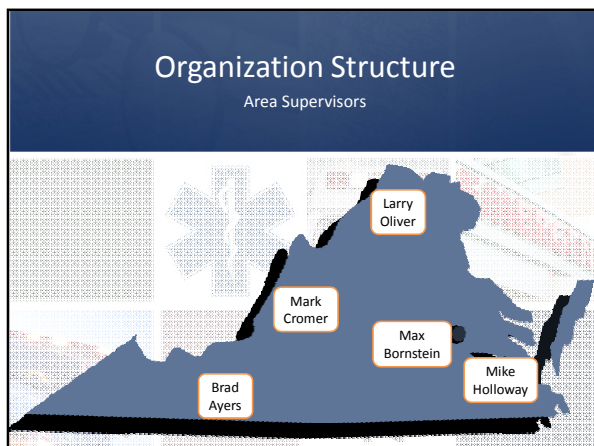 Organization Structure
Area Supervisors
Larry
Oliver
Mark
Cromer
Max
Bornstein
Mike
Holloway
Brad
Ayers